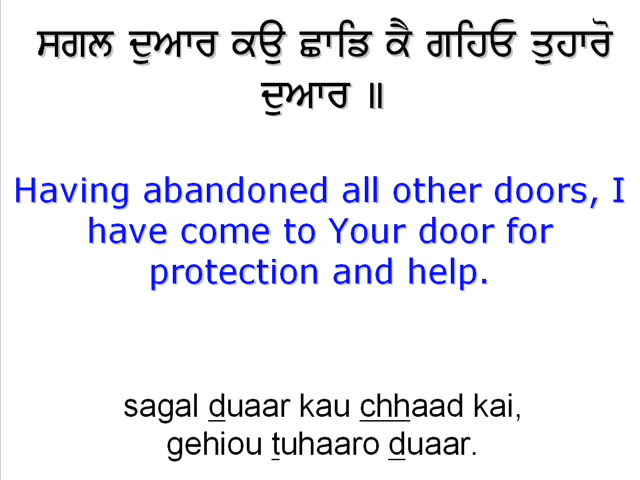 ਸਗਲ ਦੁਆਰ ਕਉ ਛਾਡਿ ਕੈ ਗਹਿਓ ਤੁਹਾਰੋ
ਦੁਆਰ ॥
Having abandoned all other doors, I
have come to Your door for
protection and help.
sagal duaar kau chhaad kai,
gehiou tuhaaro duaar.